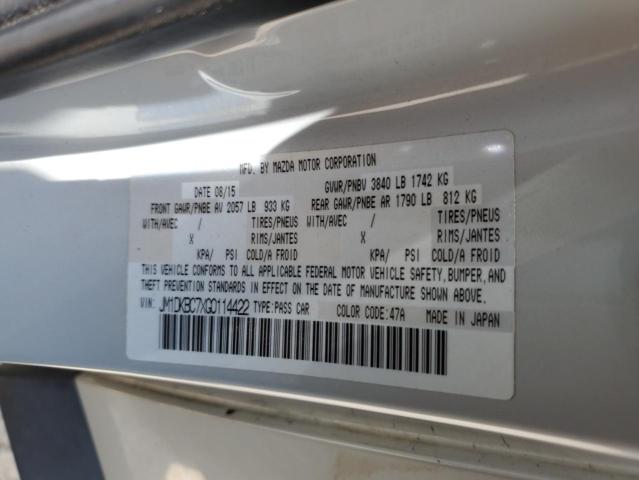 MFD. BY MAZDA MOTOR CORPORATION
DATE 08/15 GVWR/PNBV 3840 LB 1742 KG
FRONT GAWR/PNBE AV 2057 LB 933 KG REAR GAWR/PNBE AR 1790 LB 812 KG
WITH/AVEC / TIRES/PNEUS WITH/AVEC / TIRES/PNEUS
X RIMS/JANTES X RIMS/JANTES
KPA/ PSI COLD/A FROID KPA/ PSI COLD/A FROID
THIS VEHICLE CONFORMS TO ALL APPLICABLE FEDERAL MOTOR VEHICLE SAFETY, BUMPER, AND
THEFT PREVENTION STANDARDS IN EFFECT ON THE DATE OF MANUFACTURE SHOWN ABOVE.
VIN: JM1DKBC7XG0114422 TYPE:PASS CAR COLOR CODE:47A MADE IN JAPAN